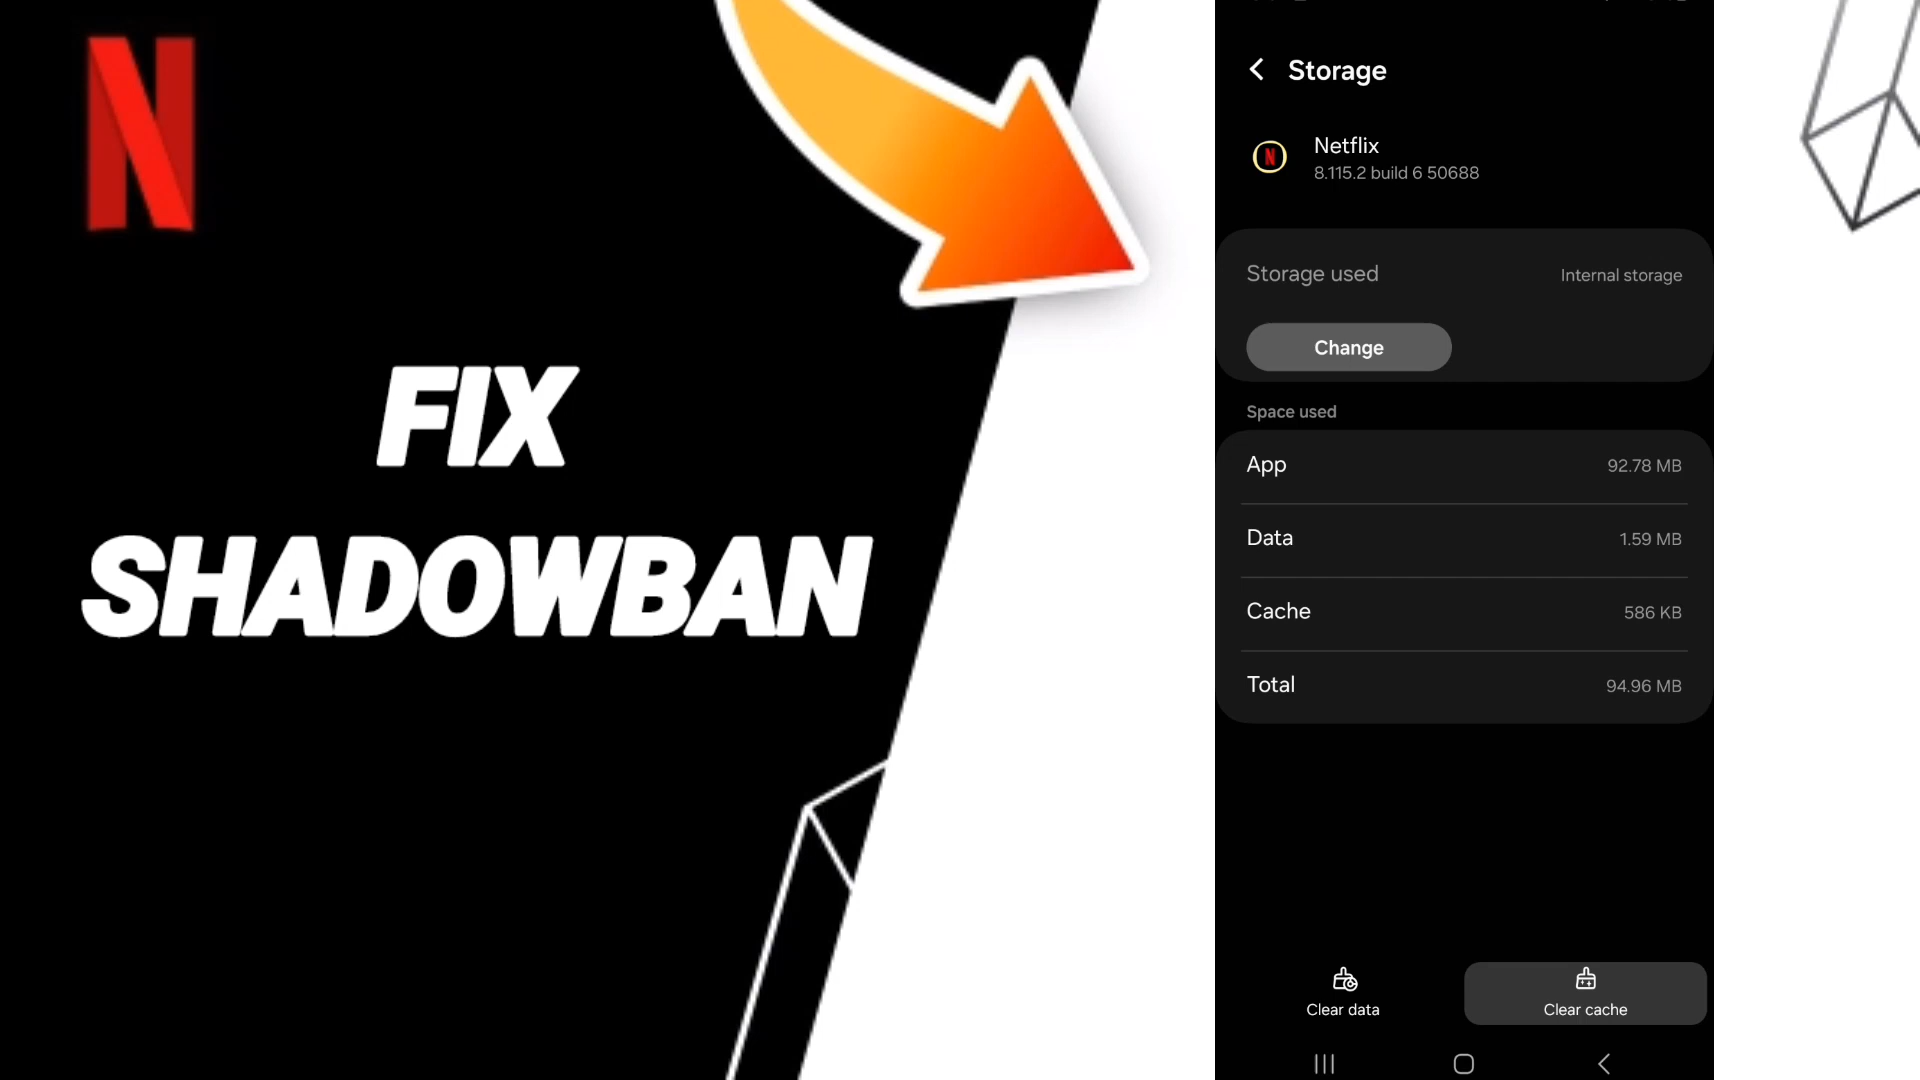 N
FIX
SHADOWBAN
Storage
N
Netflix
8.115.2 build 6 50688
Storage used
Internal storage
Change
Space used
App
92.78 MB
Data
1.59 MB
Cache
586 KB
Total
94.96 MB
Clear data
Clear cache